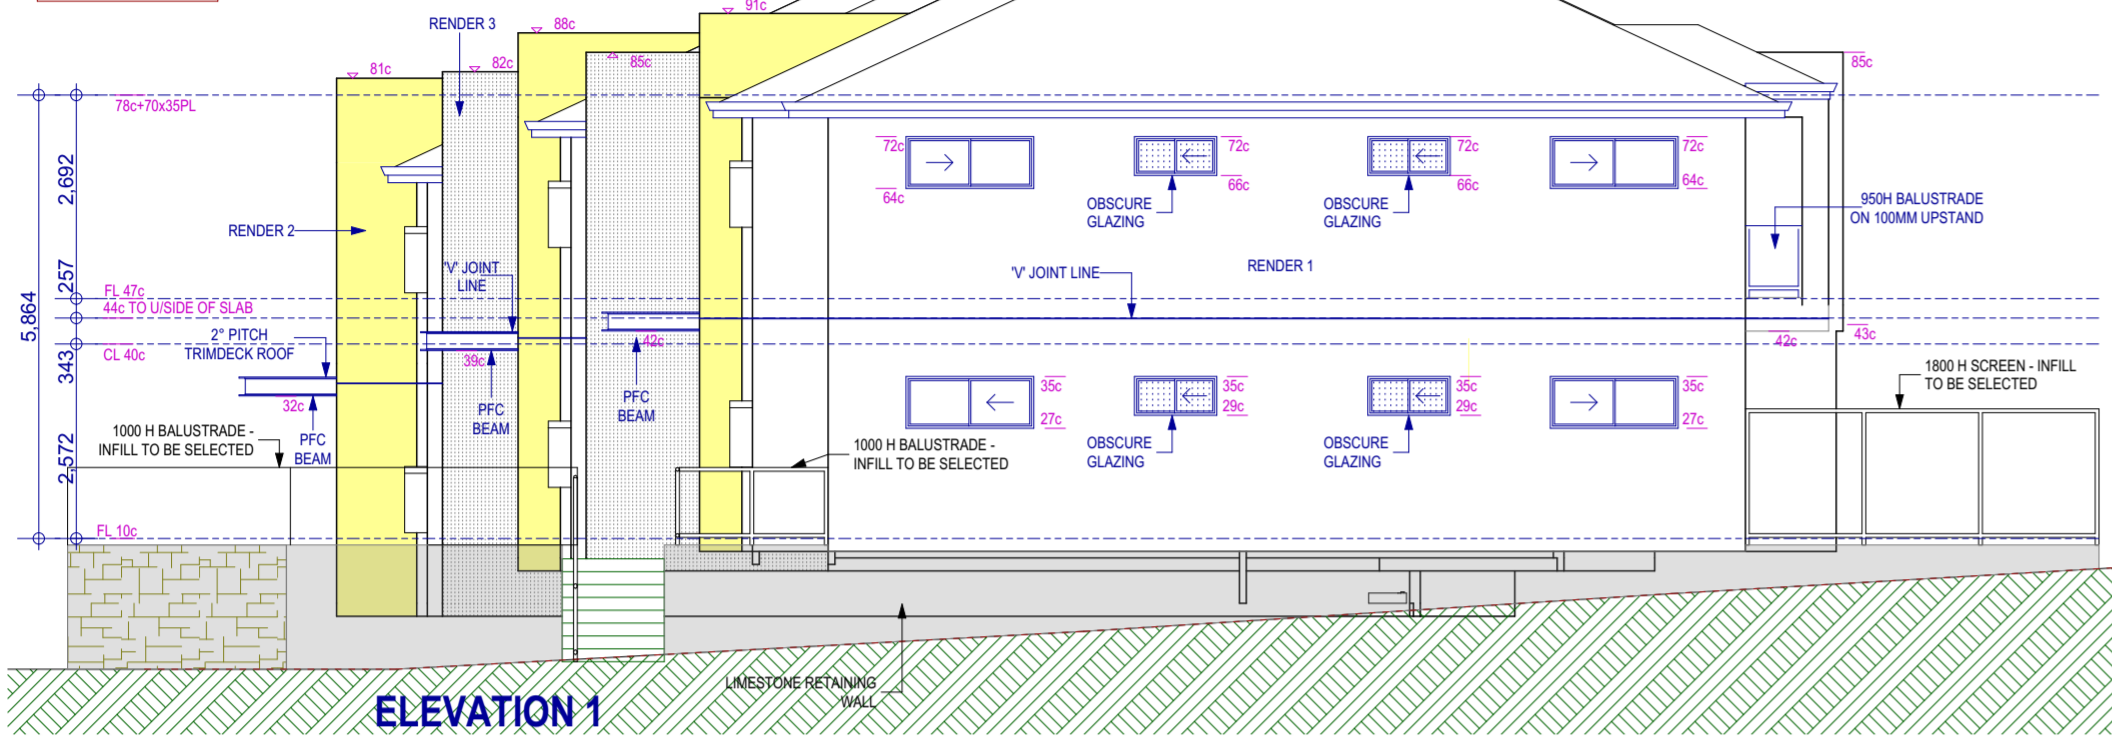 91c
RENDER 3
88c
81c
82c
85c
85c
78c+70x35PL
72c
72c
72c
72c
64c
66c
66c
64c
2,692
OBSCURE
GLAZING
OBSCURE
GLAZING
950H BALUSTRADE
ON 100MM UPSTAND
RENDER 2
'V' JOINT
LINE
'V' JOINT LINE
RENDER 1
257
FL 47c
44c TO U/SIDE OF SLAB
5,864
2° PITCH
TRIMDECK ROOF
CL 40c
343
39c
42c
42c
43c
32c
PFC
BEAM
PFC
BEAM
PFC
BEAM
35c
35c
35c
35c
27c
29c
29c
27c
1800 H SCREEN - INFILL
TO BE SELECTED
1000 H BALUSTRADE -
INFILL TO BE SELECTED
1000 H BALUSTRADE -
INFILL TO BE SELECTED
OBSCURE
GLAZING
OBSCURE
GLAZING
2,572
FL 10c
LIMESTONE RETAINING
WALL
ELEVATION 1